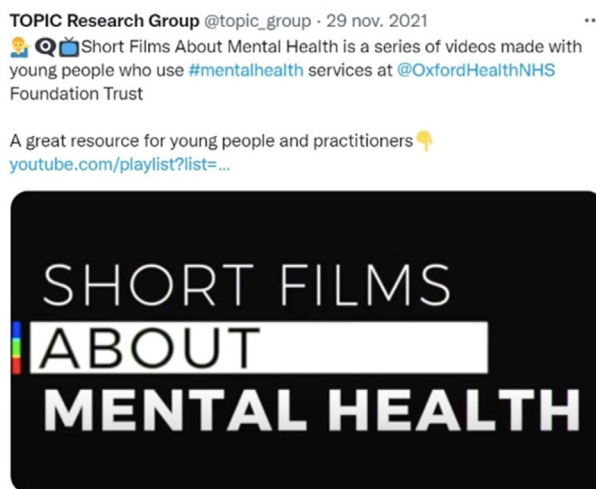 TOPIC Research Group @topic_group · 29 nov. 2021
Short Films About Mental Health is a series of videos made with
young people who use #mentalhealth services at @OxfordHealthNHS
Foundation Trust
A great resource for young people and practitioners
youtube.com/playlist?list=...
SHORT FILMS
ABOUT
MENTAL HEALTH